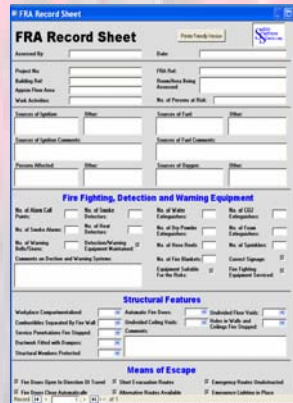 FRA Record Sheet
FRA Record Sheet
Printer Friendly Version
Assessed By: Date:
Project No: FRA Ref:
Building Ref: Room/Area Being Assessed
Approx Floor Area
Work Activities No. of Persons at Risk:
Sources of Ignition: Other: Sources of Fuel: Other:
Sources of Ignition Comments: Sources of Fuel Comments:
Persons Affected: Other: Sources of Oxygen: Other:
Fire Fighting, Detection and Warning Equipment
No. of Alarm Call Points: No. of Smoke Detectors: No. of Water Extinguishers: No. of CO2 Extinguishers:
No. of Smoke Alarms: No. of Heat Detectors: No. of Dry Powder Extinguishers: No. of Foam Extinguishers:
No. of Warning Bells/Sirens: Detection/Warning Equipment Maintained: No. of Hose Reels: No. of Sprinklers:
Comments on Dection and Warning Systems No. of Fire Blankets: Correct Signage:
Equipment Suitable For the Risks: Fire Fighting Equipment Serviced:
Structural Features
Workplace Compartmentalised: Automatic Fire Doors: Undivided Floor Voids:
Combustibles Separated By Fire Wall Undivided Ceiling Voids: Holes in Walls and Ceilings Fire Stopped:
Service Penetrations Fire Stopped: Comments:
Ductwork Fitted with Dampers:
Structural Members Protected:
Means of Escape
Fire Doors Open In Direction Of Travel Short Evacuation Routes Emergency Routes Unobstructed
Fire Doors Close Automatically Alternative Routes Available Emergency Lighting in Place
Record: of 1